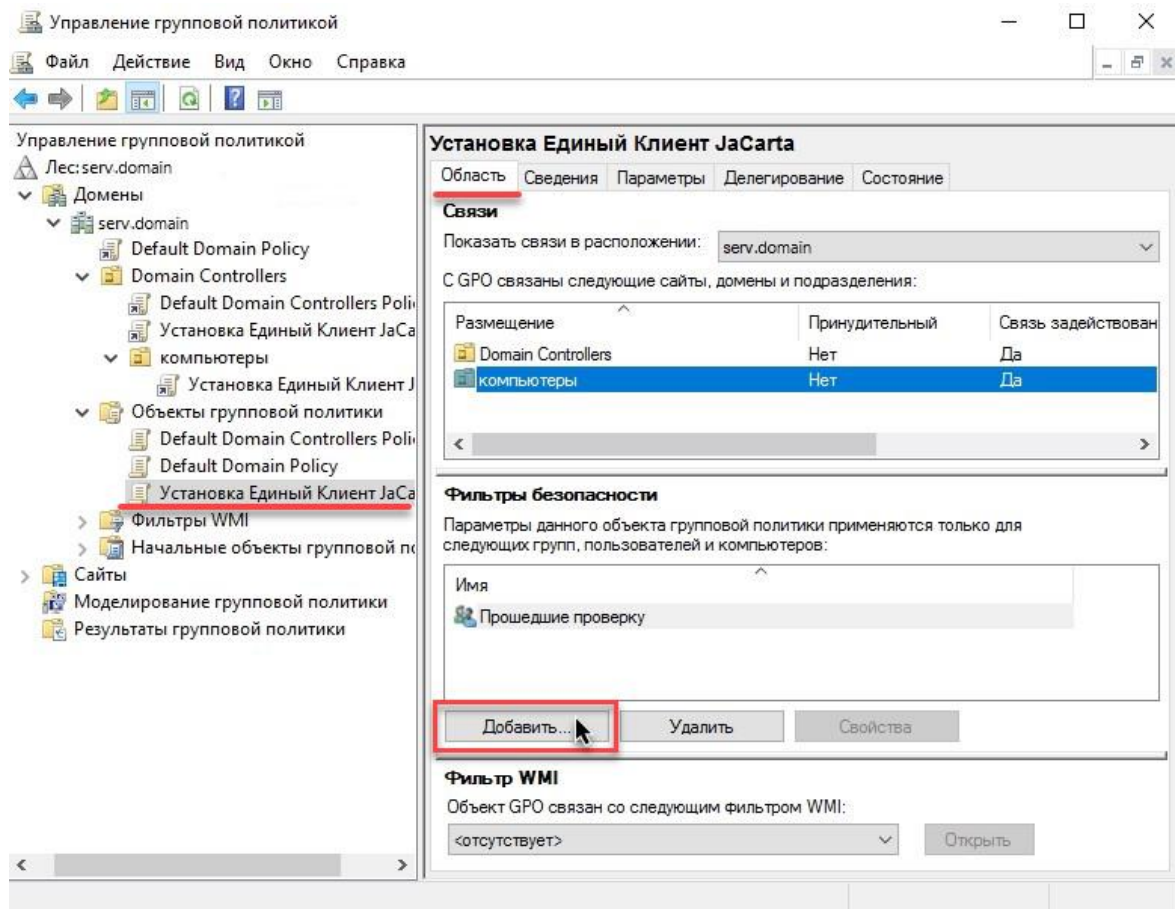 Управление групповой политикой
Файл Действие Вид Окно Справка
Управление групповой политикой
Лес: serv.domain
Домены
serv.domain
Default Domain Policy
Domain Controllers
Default Domain Controllers Poli
Установка Единый Клиент JaCa
компьютеры
Установка Единый Клиент J
Объекты групповой политики
Default Domain Controllers Poli
Default Domain Policy
Установка Единый Клиент JaCa
Фильтры WMI
Начальные объекты групповой по
Сайты
Моделирование групповой политики
Результаты групповой политики
Установка Единый Клиент JaCarta
Область Сведения Параметры Делегирование Состояние
Связи
Показать связи в расположении: serv.domain
С GPO связаны следующие сайты, домены и подразделения:
Размещение Принудительный Связь задействован
Domain Controllers Нет Да
компьютеры Нет Да
Фильтры безопасности
Параметры данного объекта групповой политики применяются только для
следующих групп, пользователей и компьютеров:
Имя
Прошедшие проверку
Добавить... Удалить Свойства
Фильтр WMI
Объект GPO связан со следующим фильтром WMI:
<отсутствует> Открыть